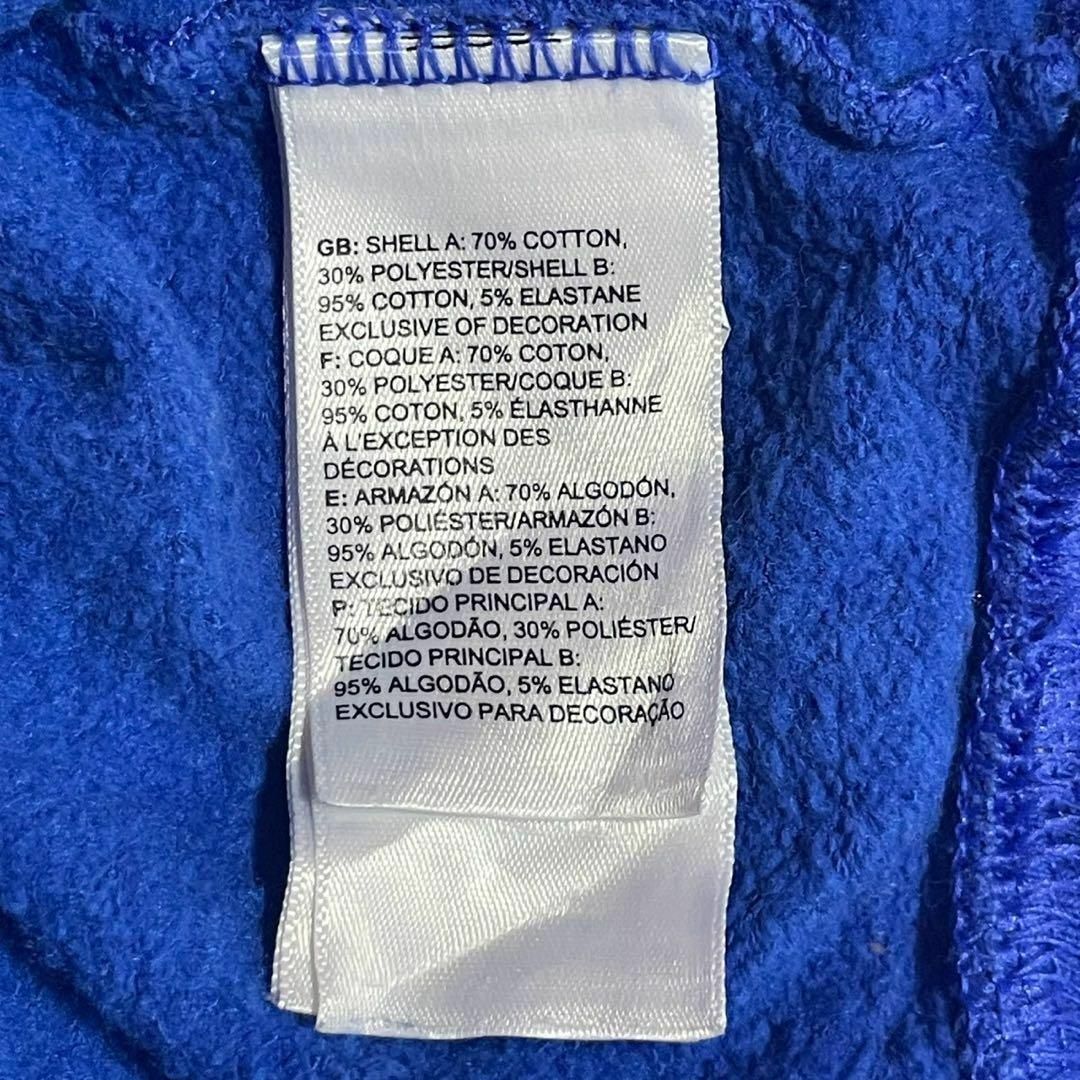 GB: SHELL A: 70% COTTON,
30% POLYESTER/SHELL B:
95% COTTON, 5% ELASTANE
EXCLUSIVE OF DECORATION
F: COQUE A: 70% COTON,
30% POLYESTER/COQUE B:
95% COTON, 5% ÉLASTHANNE
À L'EXCEPTION DES
DÉCORATIONS
E: ARMAZÓN A: 70% ALGODÓN,
30% POLIÉSTER/ARMAZÓN B:
95% ALGODÓN, 5% ELASTANO
EXCLUSIVO DE DECORACIÓN
P: TECIDO PRINCIPAL A:
70% ALGODÃO, 30% POLIÉSTER/
TECIDO PRINCIPAL B:
95% ALGODÃO, 5% ELASTANO
EXCLUSIVO PARA DECORAÇÃO